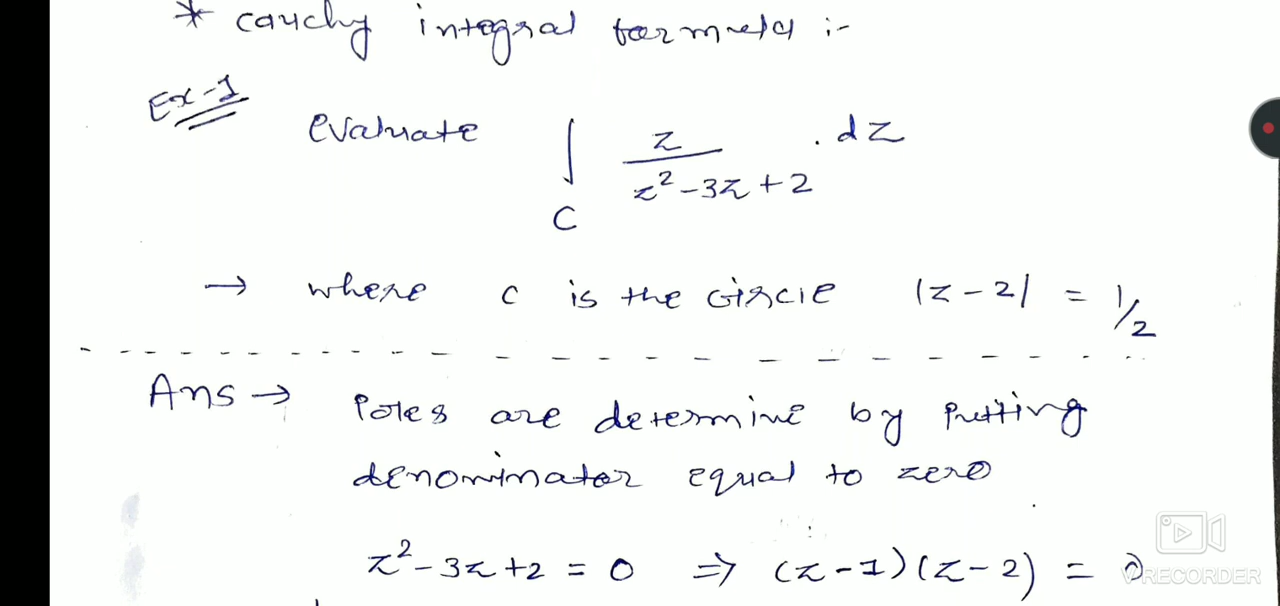 * cauchy integral formula :-
Ex-1
evaluate ∫_C z / (z² - 3z + 2) . dz
→ where C is the circle |z - 2| = 1/2
Ans → Poles are determine by putting
denominator equal to zero
z² - 3z + 2 = 0 ⇒ (z - 1)(z - 2) = 0
VRECORDER